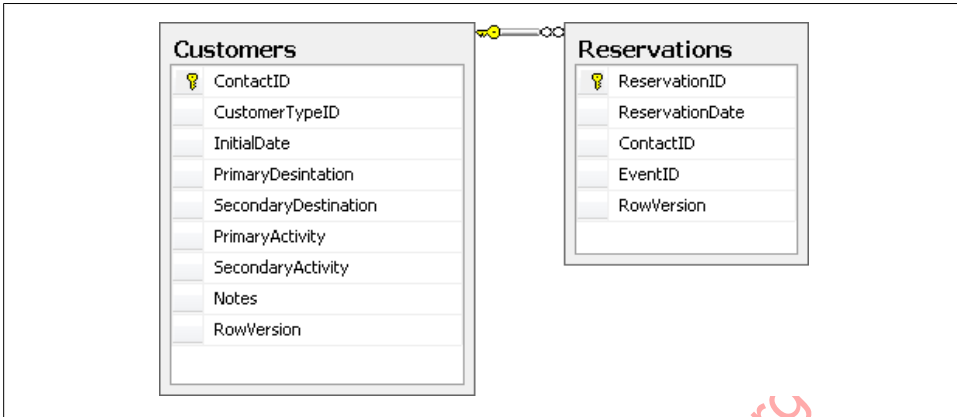 Customers
ContactID
CustomerTypeID
InitialDate
PrimaryDesintation
SecondaryDestination
PrimaryActivity
SecondaryActivity
Notes
RowVersion
Reservations
ReservationID
ReservationDate
ContactID
EventID
RowVersion